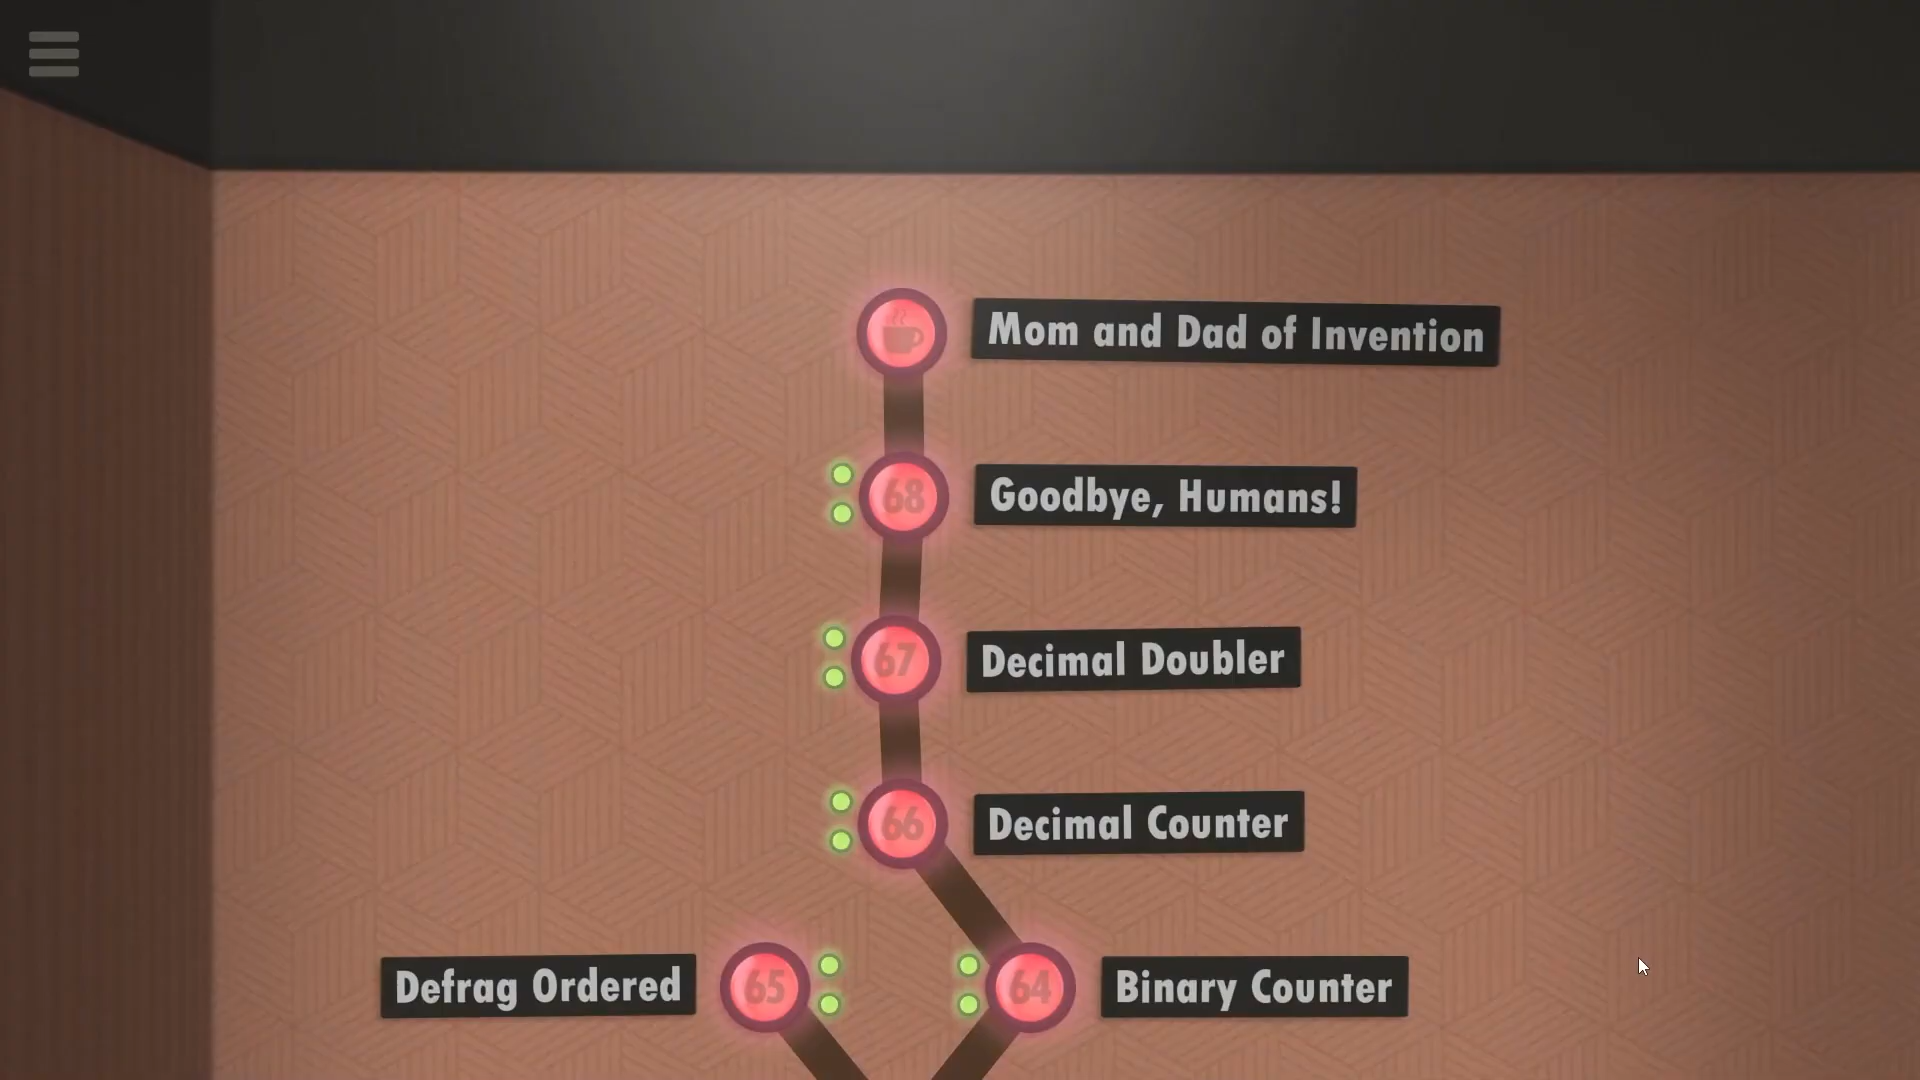 Mom and Dad of Invention
68 Goodbye, Humans!
67 Decimal Doubler
66 Decimal Counter
Defrag Ordered 65 64 Binary Counter